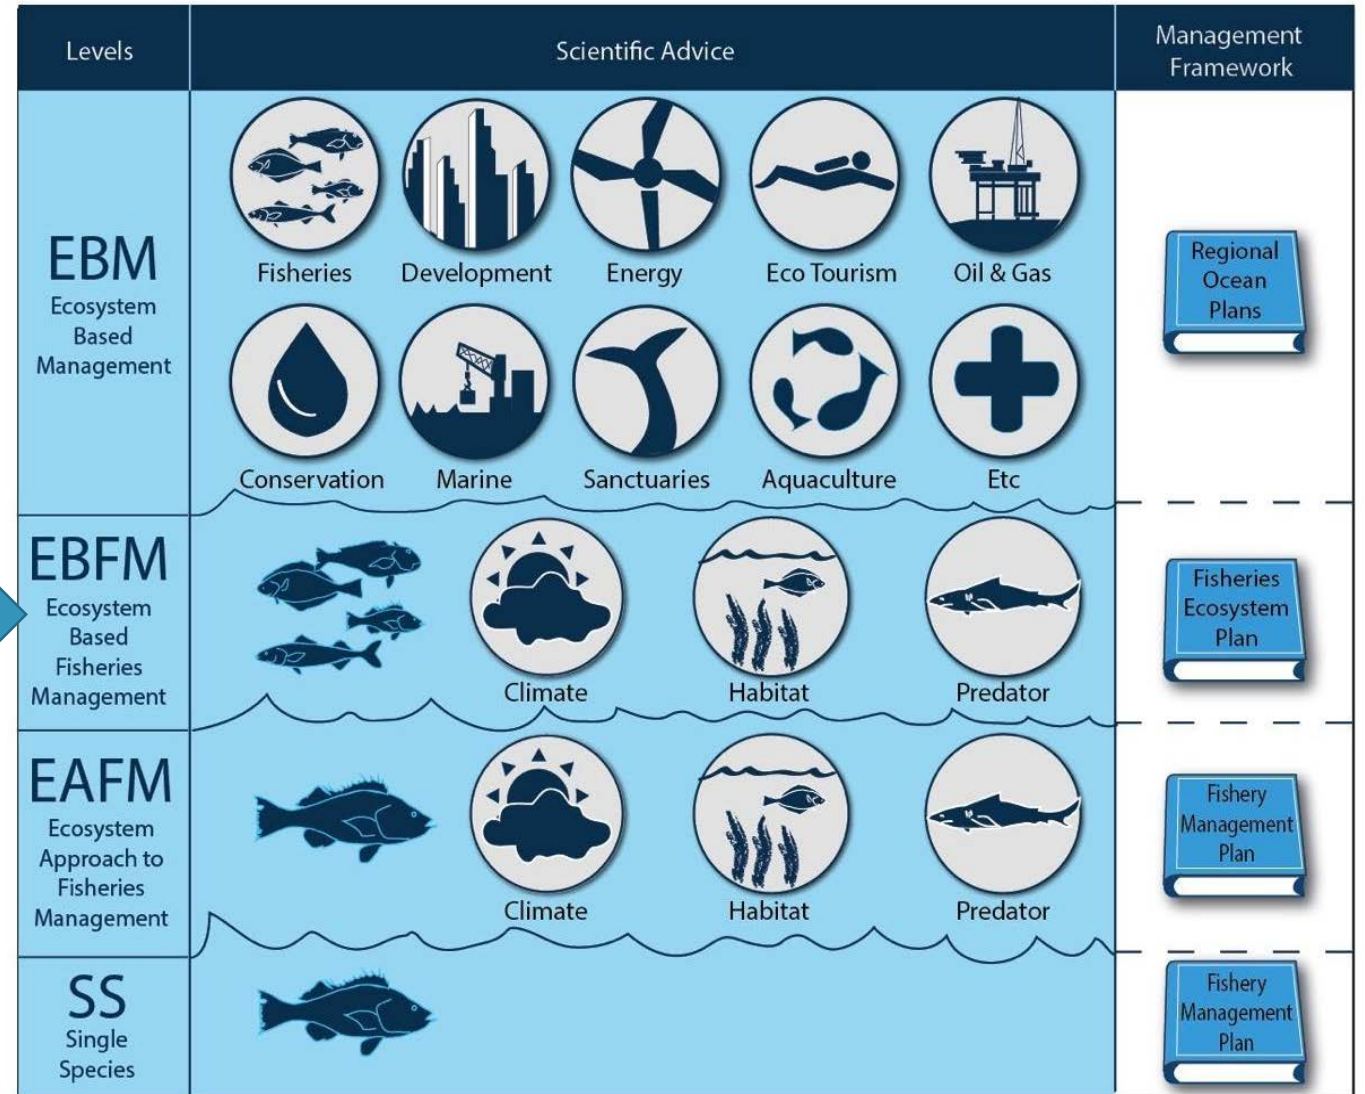 Levels
Scientific Advice
Management
Framework
EBM
Ecosystem
Based
Management
Fisheries
Development
Energy
Eco Tourism
Oil & Gas
Conservation
Marine
Sanctuaries
Aquaculture
Etc
Regional
Ocean
Plans
EBFM
Ecosystem
Based
Fisheries
Management
Climate
Habitat
Predator
Fisheries
Ecosystem
Plan
EAFM
Ecosystem
Approach to
Fisheries
Management
Climate
Habitat
Predator
Fishery
Management
Plan
SS
Single
Species
Fishery
Management
Plan